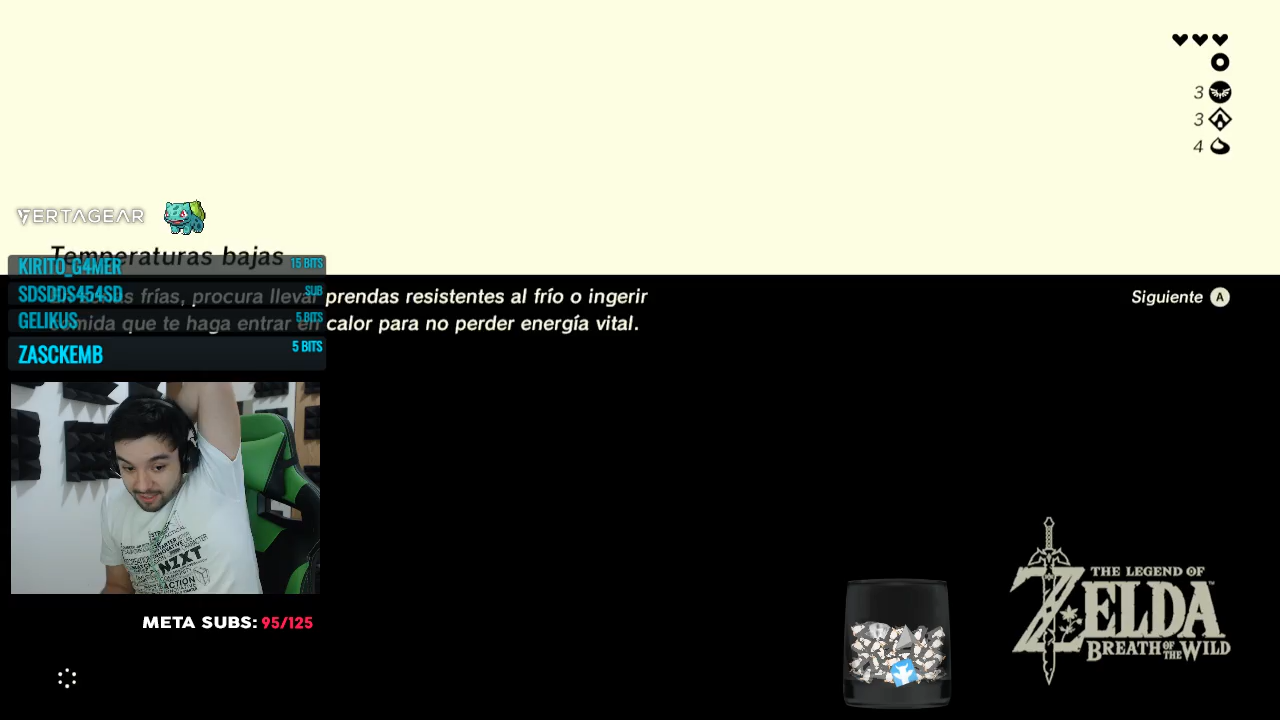 3
3
4
VERTAGEAR
Temperaturas bajas
KIRITO_G4MER 15 BITS
SDSDDS454SD SUB
GELIKUS 5 BITS
ZASCKEMB 5 BITS
frías, procura llevar prendas resistentes al frío o ingerir
comida que te haga entrar en calor para no perder energía vital.
Siguiente A
NZXT
ACTION
META SUBS: 95/125
THE LEGEND OF
ZELDA
BREATH OF THE WILD